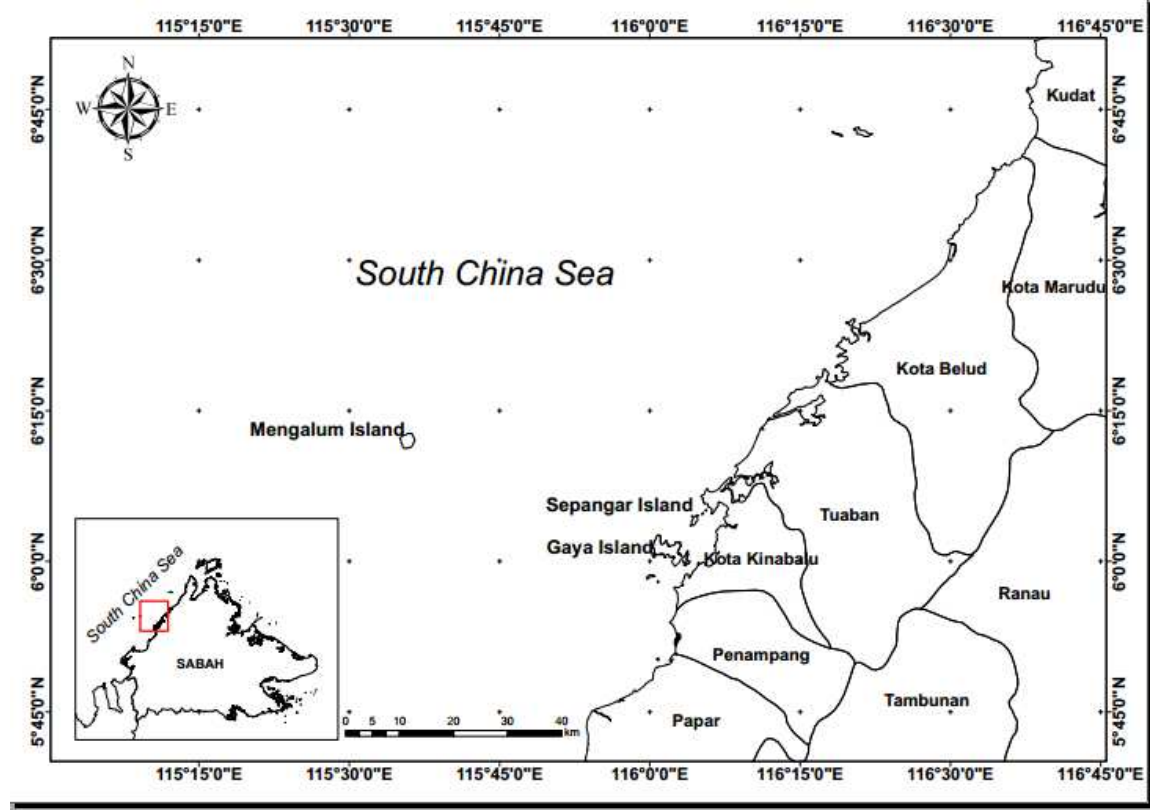 115°15'0"E 115°30'0"E 115°45'0"E 116°0'0"E 116°15'0"E 116°30'0"E 116°45'0"E
N
W E
S
6°45'0"N
6°45'0"N
Kudat
6°30'0"N
6°30'0"N
South China Sea
Kota Marudu
Kota Belud
6°15'0"N
6°15'0"N
Mengalum Island
Sepangar Island
Tuaban
Gaya Island
Kota Kinabalu
6°0'0"N
6°0'0"N
Ranau
South China Sea
SABAH
Penampang
Tambunan
Papar
5°45'0"N
5°45'0"N
0 5 10 20 30 40
km
115°15'0"E 115°30'0"E 115°45'0"E 116°0'0"E 116°15'0"E 116°30'0"E 116°45'0"E